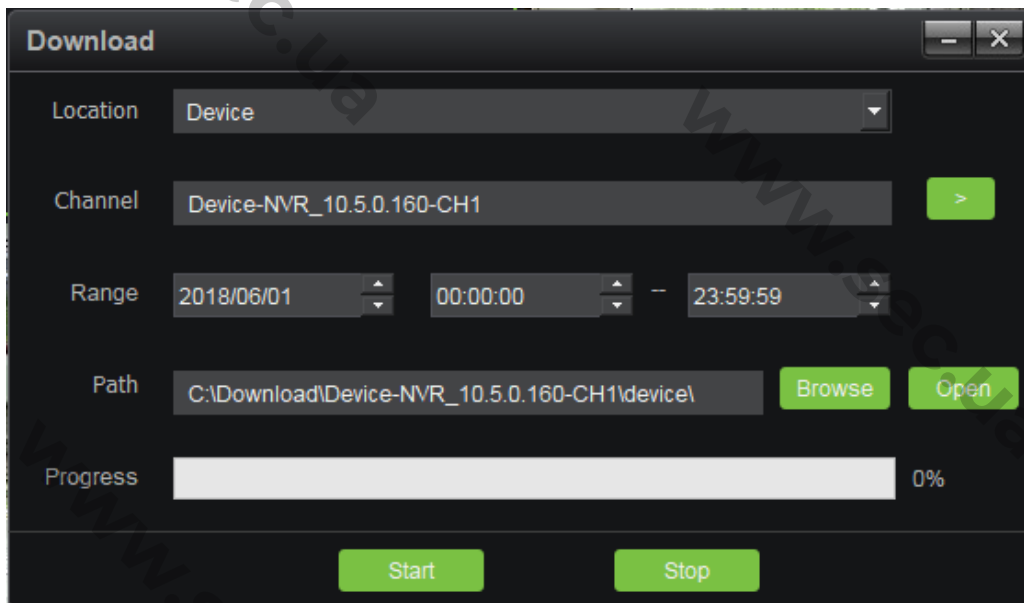 Download
Location Device
Channel Device-NVR_10.5.0.160-CH1 >
Range 2018/06/01 00:00:00 -- 23:59:59
Path C:\Download\Device-NVR_10.5.0.160-CH1\device\ Browse Open
Progress 0%
Start Stop
www.sec.ua
www.sec.ua